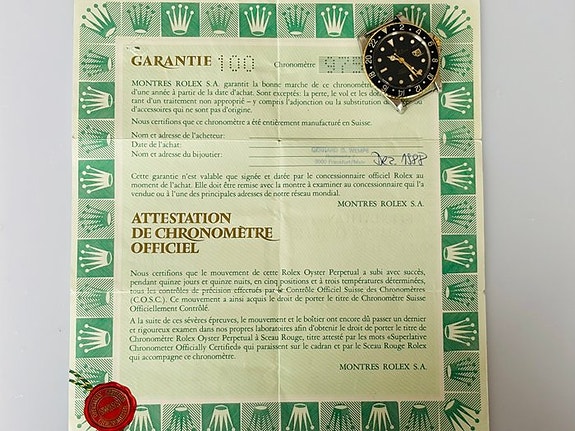 GARANTIE 100 Chronomètre 975
MONTRES ROLEX S.A. garantit la bonne marche de ce chronomètre
d'une année à partir de la date d'achat. Sont exceptés: la perte, le vol et les
tant d'un traitement non approprié – y compris l'adjonction ou la substitution
d'accessoires qui ne sont pas d'origine.
Nous certifions que ce chronomètre a été entièrement manufacturé en Suisse.
Nom et adresse de l'acheteur:
Date de l'achat:
Nom et adresse du bijoutier: Dez. 1988
Cette garantie n'est valable que signée et datée par le concessionnaire officiel Rolex au
moment de l'achat. Elle doit être remise avec la montre à examiner au concessionnaire qui l'a
vendue ou à l'une des principales adresses de notre réseau mondial.
MONTRES ROLEX S.A.
ATTESTATION
DE CHRONOMÈTRE
OFFICIEL
Nous certifions que le mouvement de cette Rolex Oyster Perpetual a subi avec succès,
pendant quinze jours et quinze nuits, en cinq positions et à trois températures déterminées,
tous les contrôles de précision effectués par le Contrôle Officiel Suisse des Chronomètres
(C.O.S.C.). Ce mouvement a ainsi acquis le droit de porter le titre de Chronomètre Suisse
Officiellement Contrôlé.
A l'issue de ces sévères épreuves, le mouvement et le boîtier ont encore dû passer un dernier
et rigoureux examen dans nos propres laboratoires afin d'obtenir le droit de porter le titre de
Chronomètre Rolex Oyster Perpetual à Sceau Rouge, titre attesté par les mots «Superlative
Chronometer Officially Certified» qui paraissent sur le cadran et par le Sceau Rouge Rolex
qui accompagne ce chronomètre.
MONTRES ROLEX S.A.